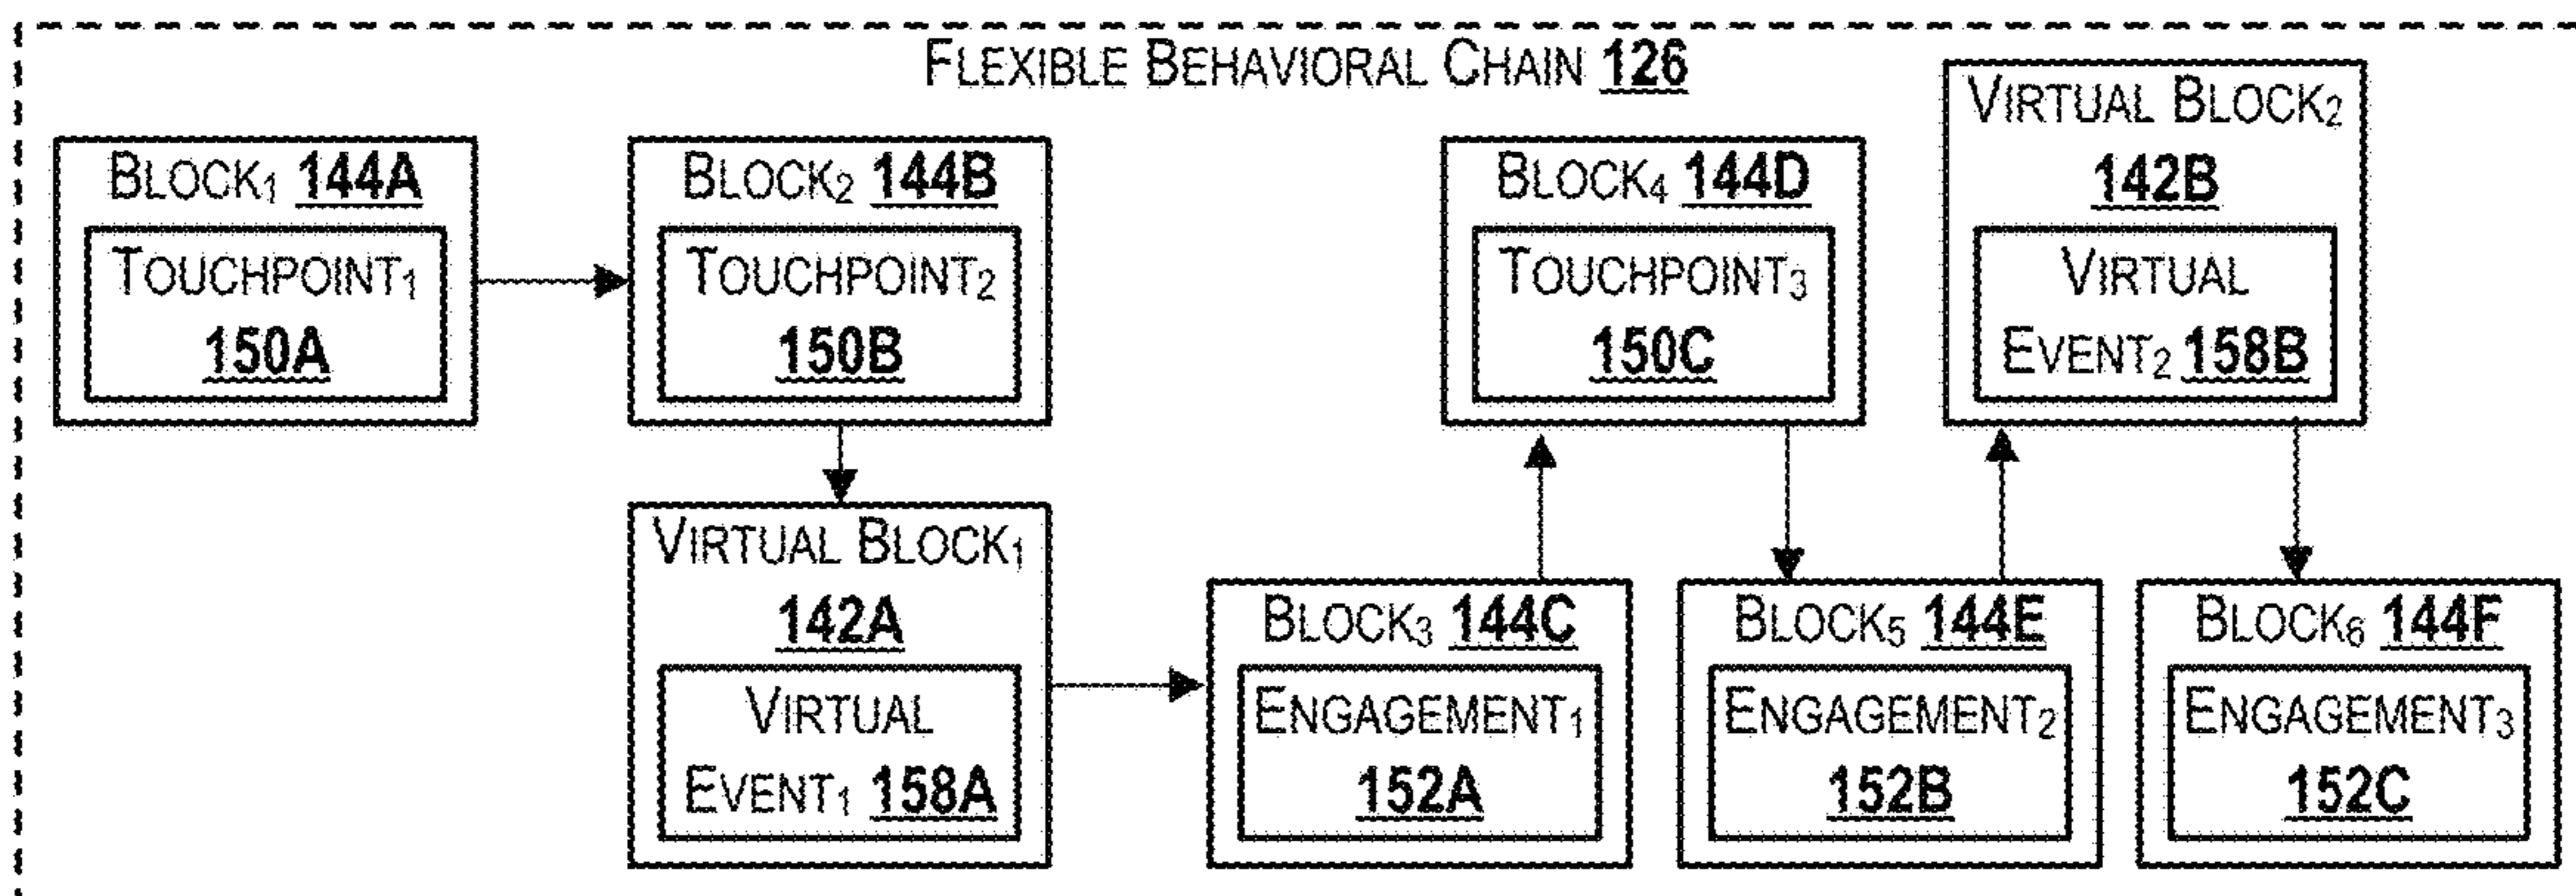 FLEXIBLE BEHAVIORAL CHAIN 126
BLOCK₁ 144A
TOUCHPOINT₁
150A
BLOCK₂ 144B
TOUCHPOINT₂
150B
VIRTUAL BLOCK₁
142A
VIRTUAL
EVENT₁ 158A
BLOCK₃ 144C
ENGAGEMENT₁
152A
BLOCK₄ 144D
TOUCHPOINT₃
150C
BLOCK₅ 144E
ENGAGEMENT₂
152B
VIRTUAL BLOCK₂
142B
VIRTUAL
EVENT₂ 158B
BLOCK₆ 144F
ENGAGEMENT₃
152C